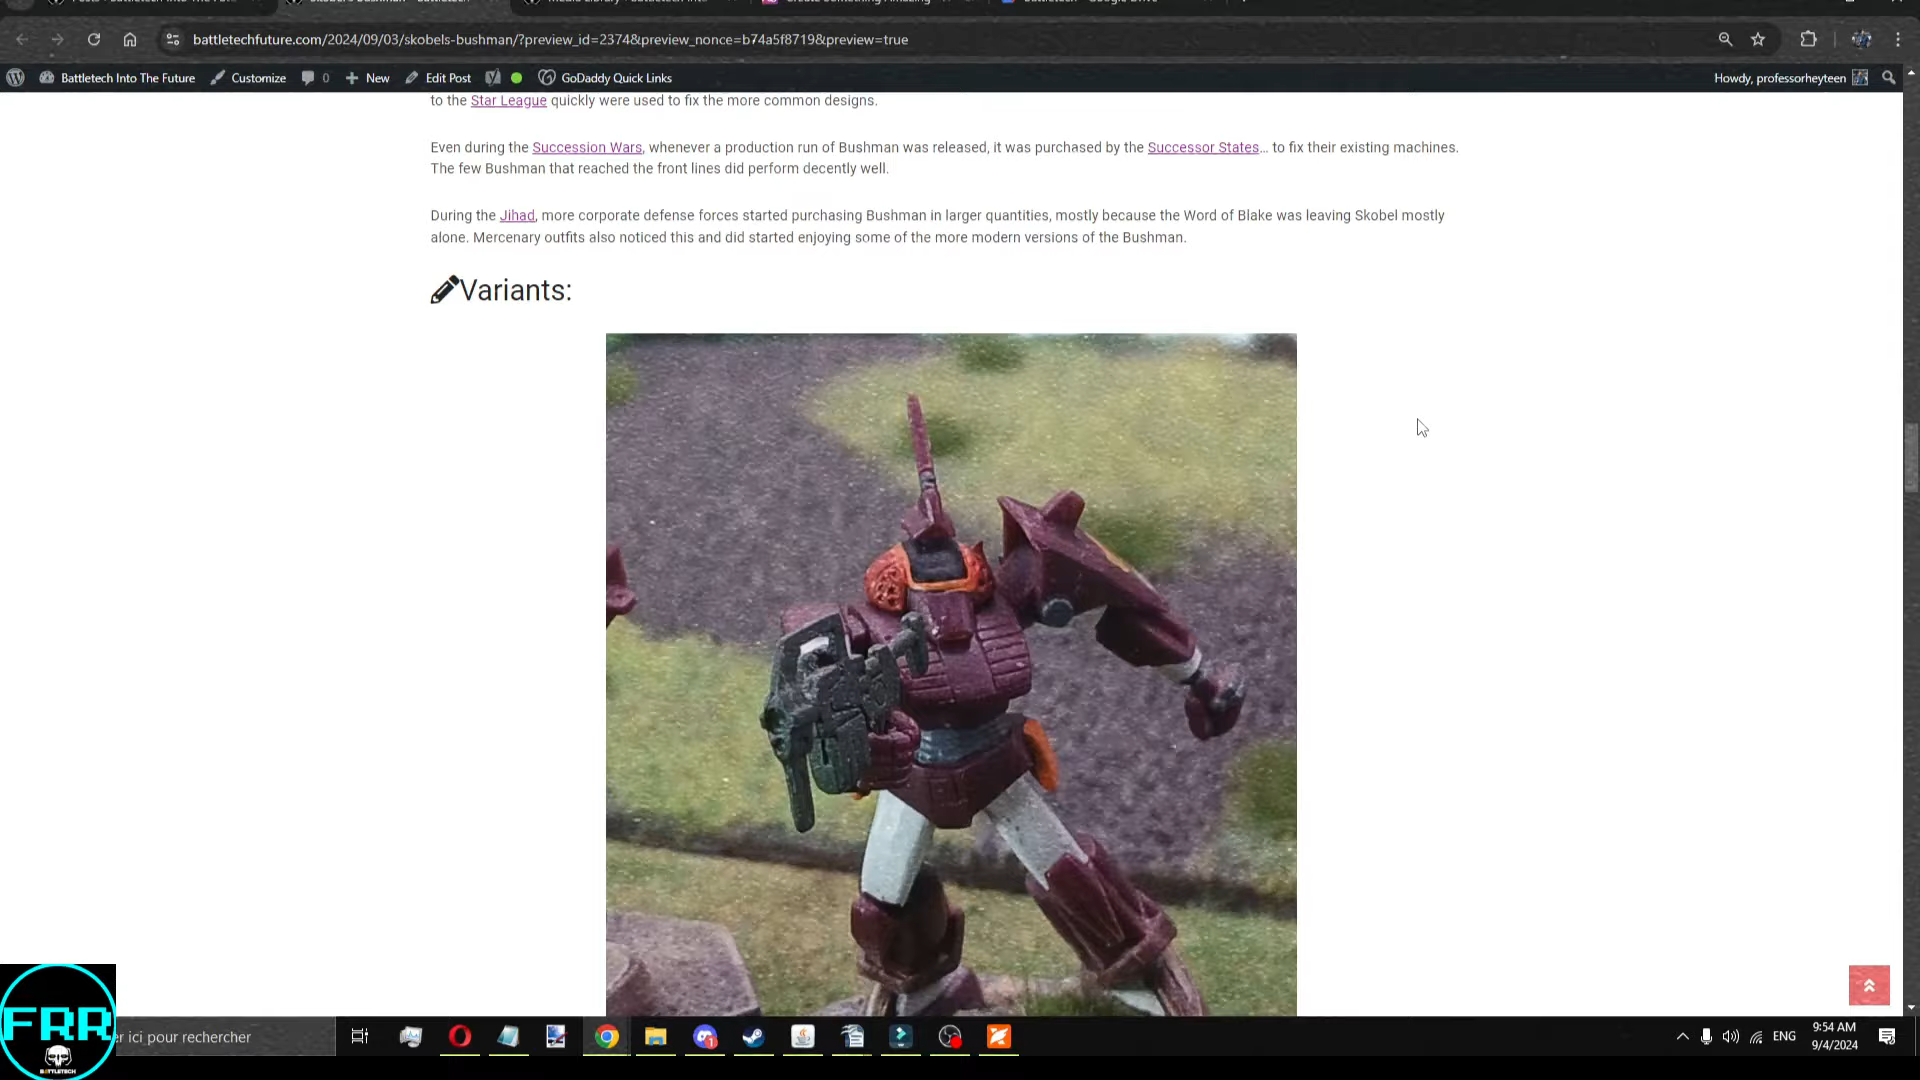 battletechfuture.com/2024/09/03/skobels-bushman/?preview_id=2374&preview_nonce=b74a5f8719&preview=true
Battletech Into The Future Customize 0 New Edit Post GoDaddy Quick Links Howdy, professorheyteen
to the Star League quickly were used to fix the more common designs.
Even during the Succession Wars, whenever a production run of Bushman was released, it was purchased by the Successor States… to fix their existing machines.
The few Bushman that reached the front lines did perform decently well.
During the Jihad, more corporate defense forces started purchasing Bushman in larger quantities, mostly because the Word of Blake was leaving Skobel mostly
alone. Mercenary outfits also noticed this and did started enjoying some of the more modern versions of the Bushman.
Variants:
FRR
BATTLETECH
er ici pour rechercher
ENG
9:54 AM
9/4/2024